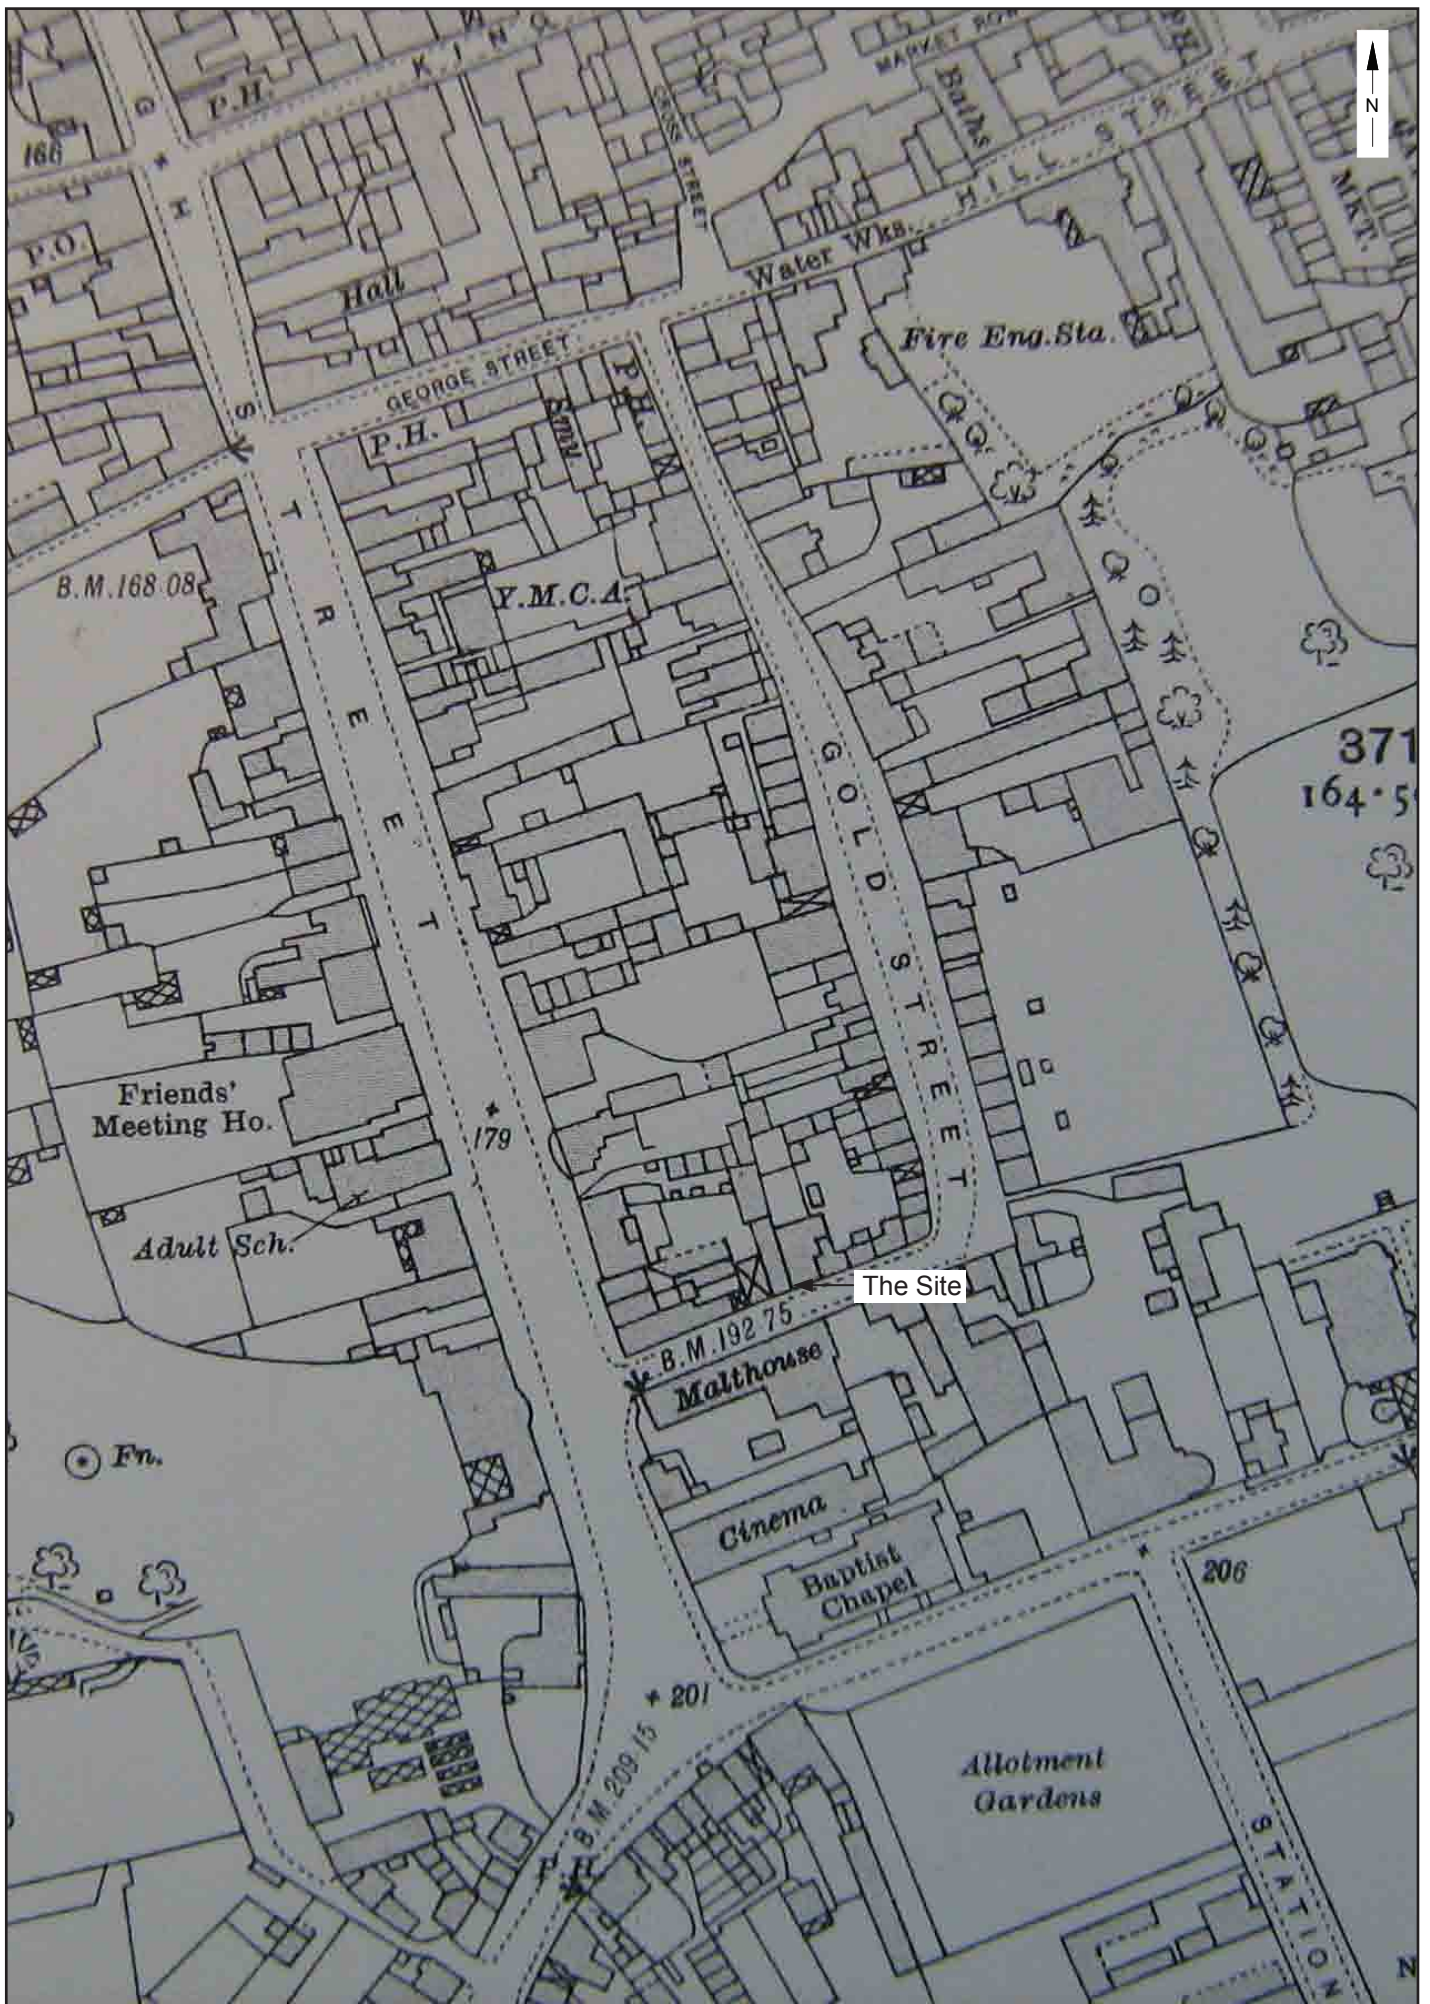 N
KING
MARKET ROW
G
P.H.
166
CROSS STREET
Baths
HILL STREET
MKT.
H
P.O.
Water Wks.
Hall
Fire Eng.Sta.
GEORGE STREET
P.H.
S
P.H.
Smy.
T
B.M.168·08
Y.M.C.A.
R
E
371
164·5
GOLD STREET
E
T
Friends'
Meeting Ho.
179
Adult Sch.
The Site
B.M.192·75
Malthouse
Fn.
Cinema
Baptist
Chapel
206
201
B.M.209·15
Allotment
Gardens
P.H.
STATION
N